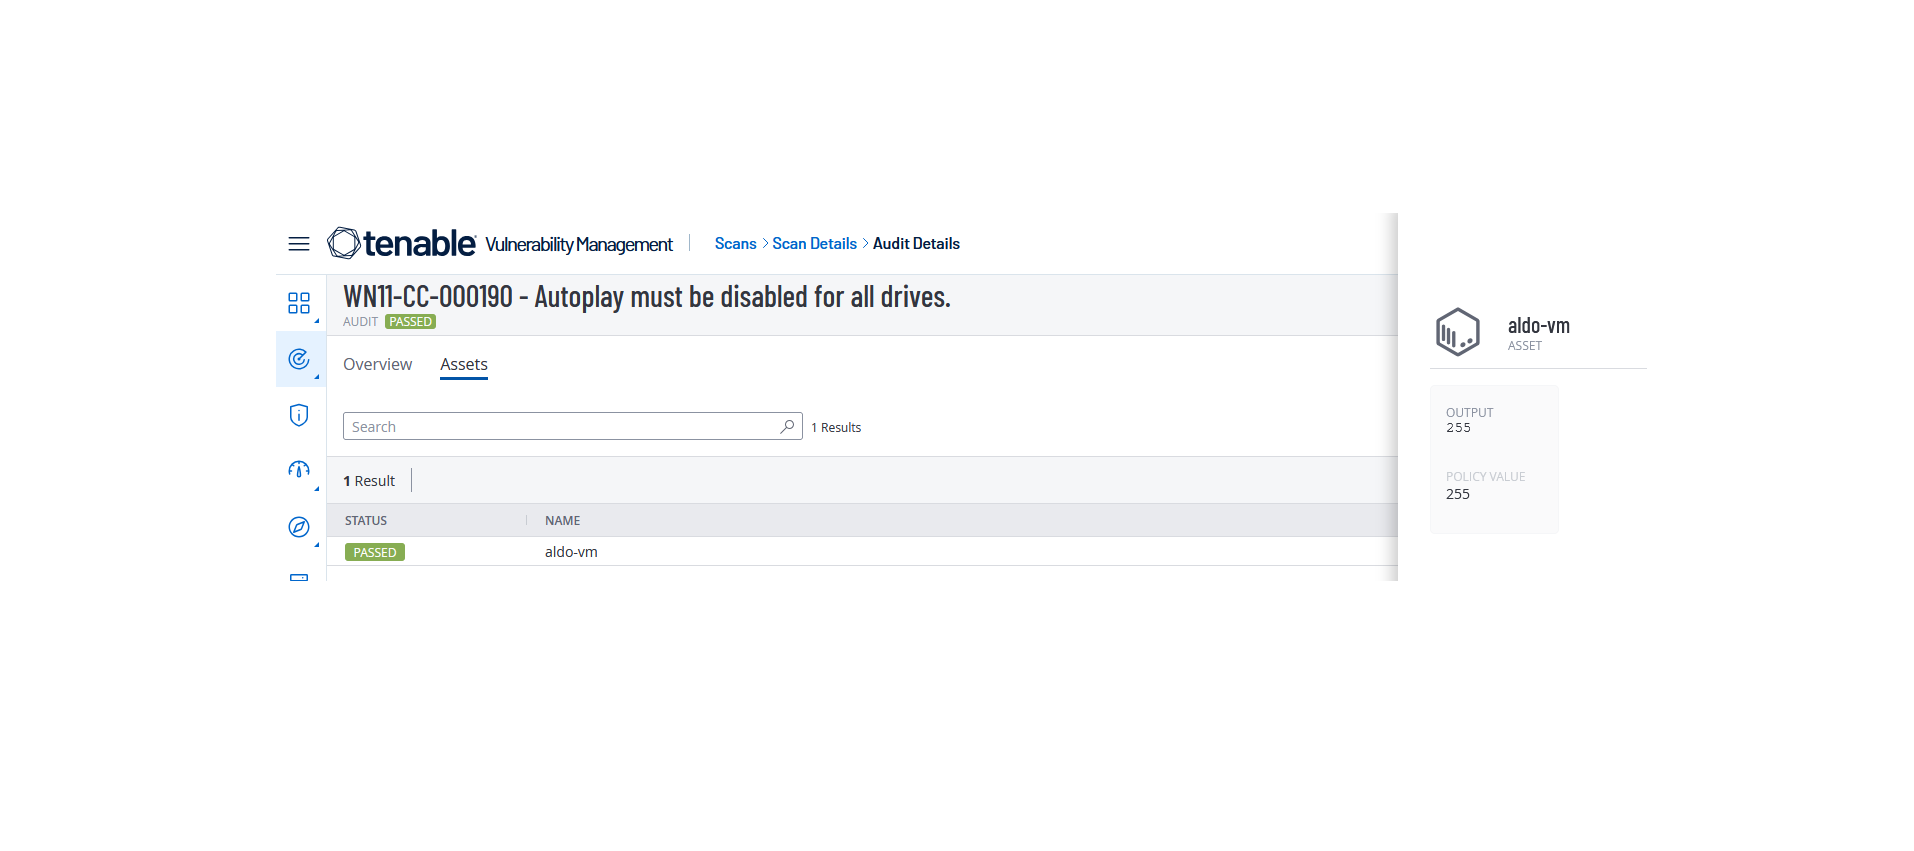 tenable Vulnerability Management
Scans > Scan Details > Audit Details
WN11-CC-000190 - Autoplay must be disabled for all drives.
AUDIT PASSED
Overview Assets
Search
1 Results
1 Result
STATUS NAME
PASSED aldo-vm
aldo-vm
ASSET
OUTPUT
255
POLICY VALUE
255